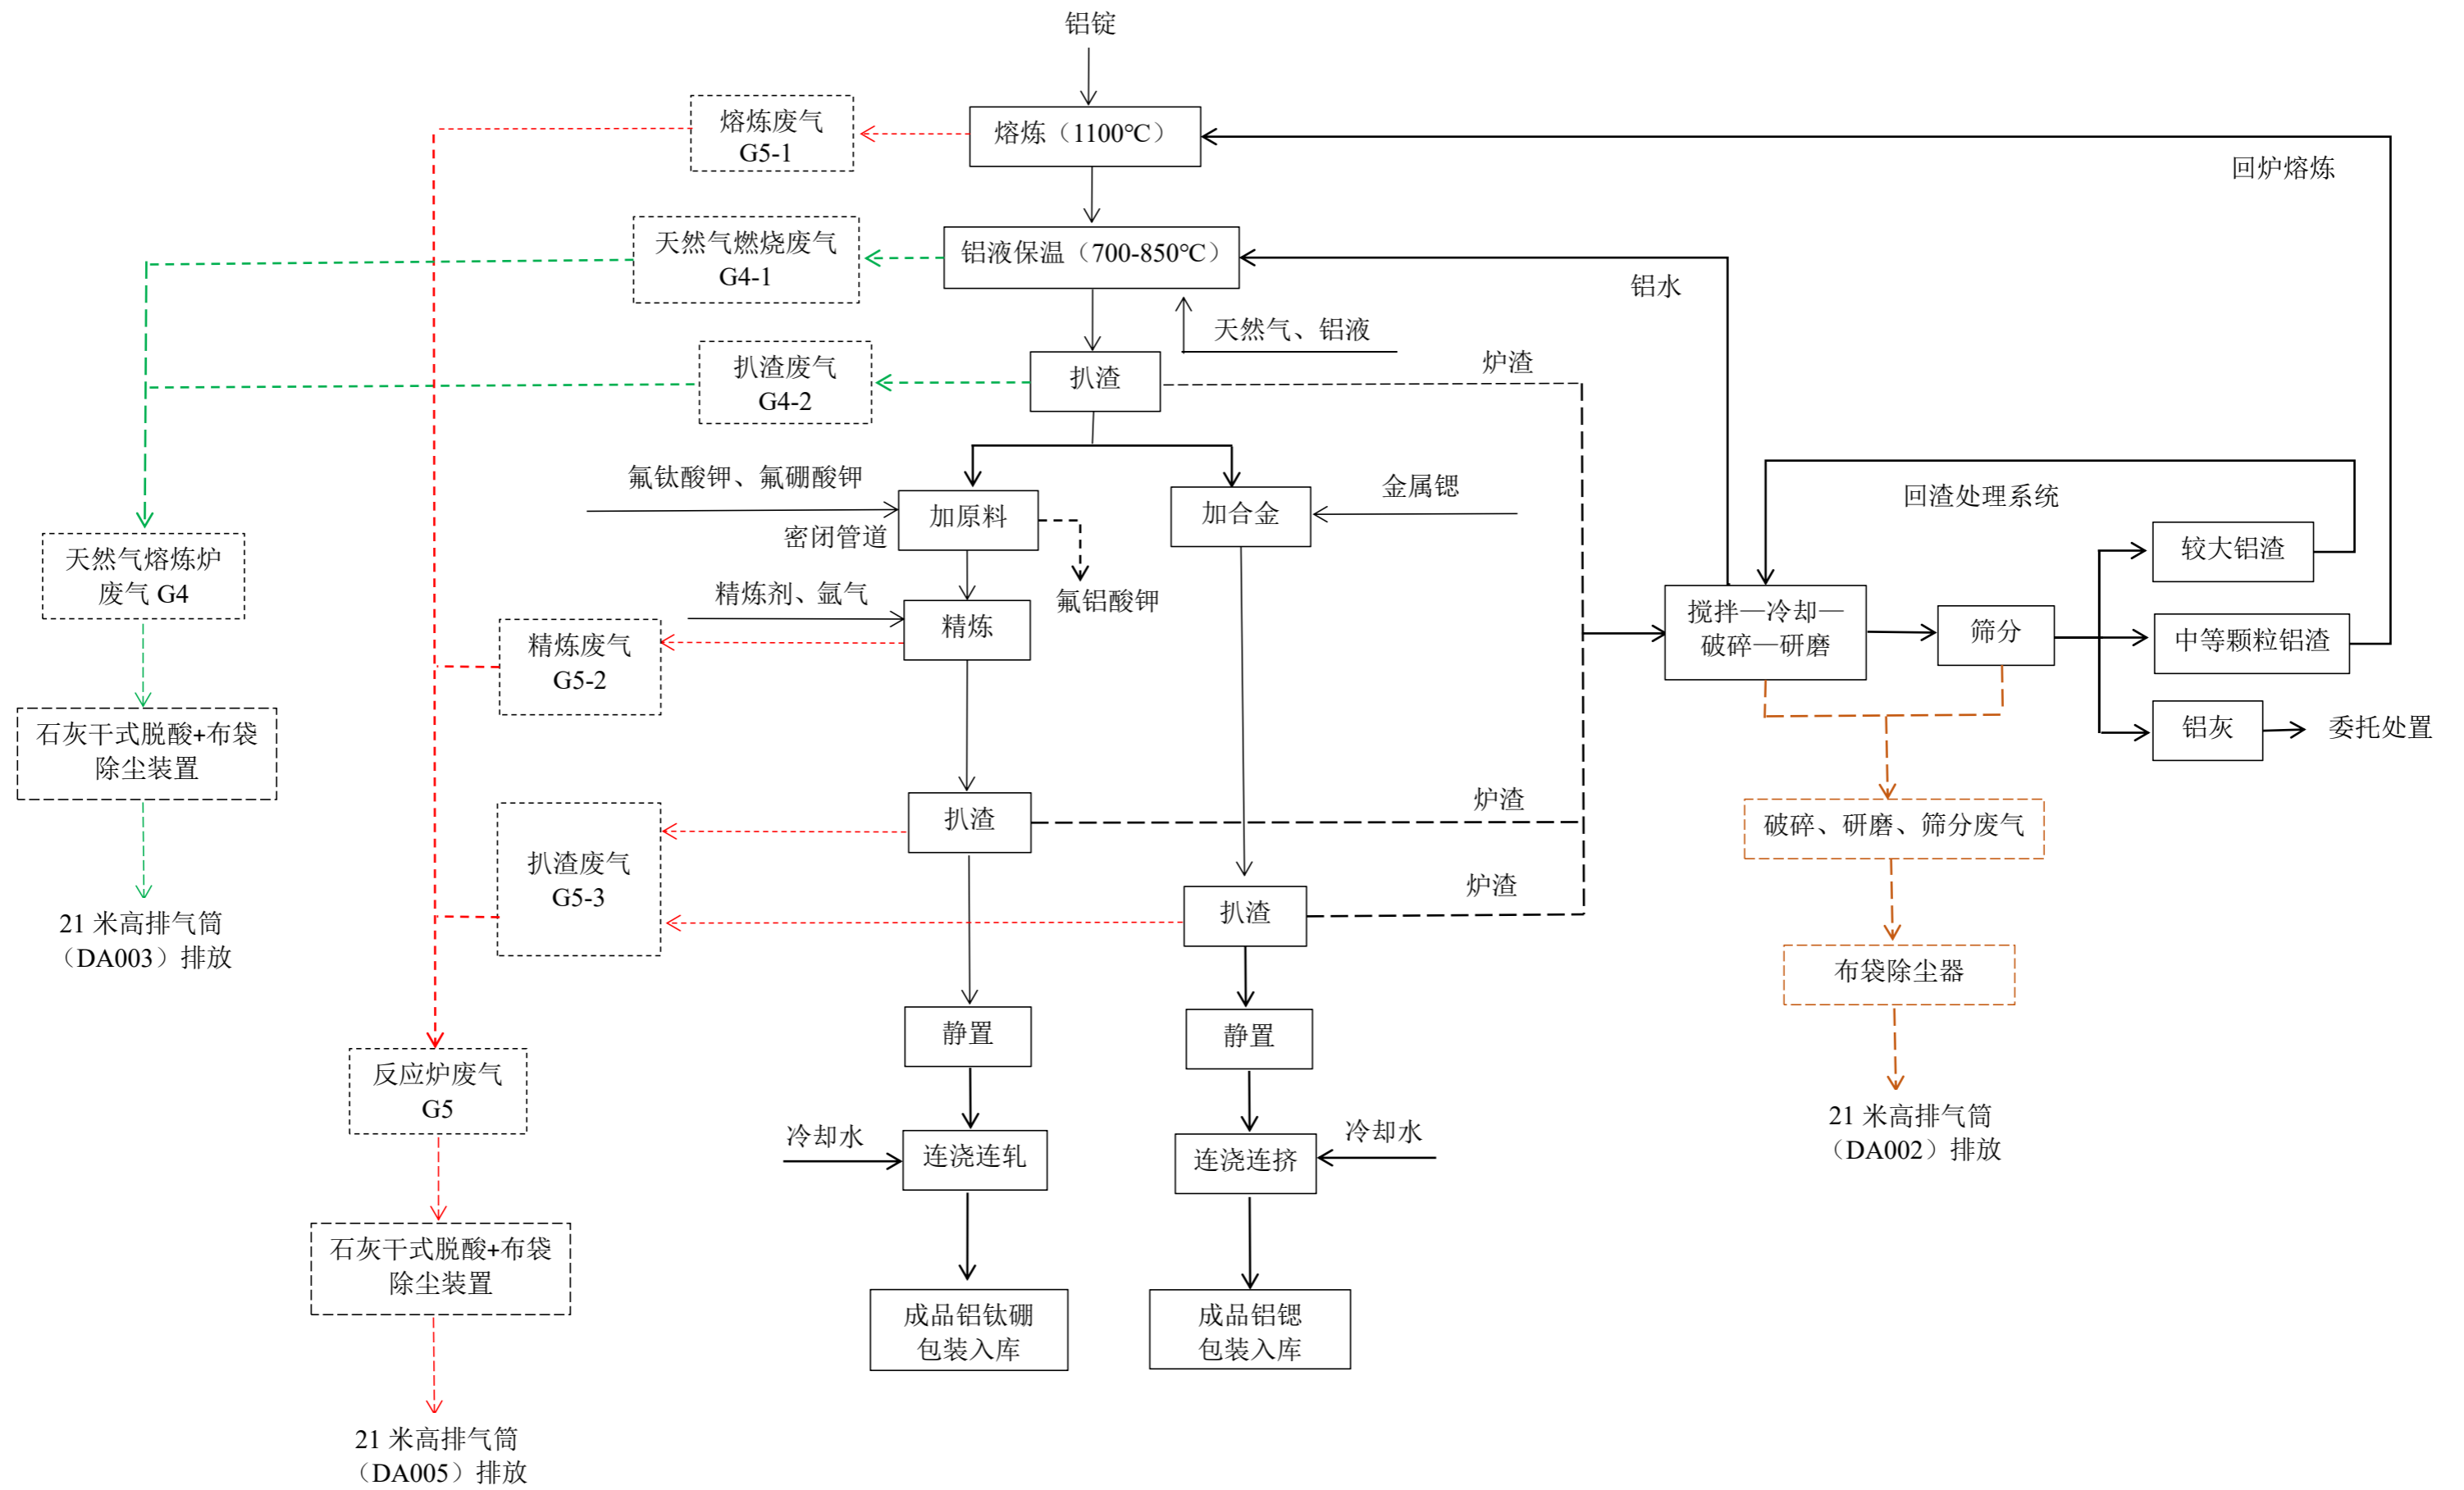 铝锭
熔炼废气
G5-1
熔炼（1100℃）
回炉熔炼
天然气燃烧废气
G4-1
铝液保温（700-850℃）
铝水
天然气、铝液
扒渣废气
G4-2
扒渣
炉渣
氟钛酸钾、氟硼酸钾
密闭管道
加原料
加合金
金属锶
回渣处理系统
较大铝渣
天然气熔炼炉
废气 G4
精炼剂、氩气
氟铝酸钾
精炼废气
G5-2
精炼
搅拌—冷却—
破碎—研磨
筛分
中等颗粒铝渣
铝灰
委托处置
石灰干式脱酸+布袋
除尘装置
扒渣废气
G5-3
扒渣
炉渣
破碎、研磨、筛分废气
扒渣
炉渣
21 米高排气筒
（DA003）排放
布袋除尘器
静置
静置
反应炉废气
G5
冷却水
连浇连轧
连浇连挤
冷却水
21 米高排气筒
（DA002）排放
石灰干式脱酸+布袋
除尘装置
成品铝钛硼
包装入库
成品铝锶
包装入库
21 米高排气筒
（DA005）排放